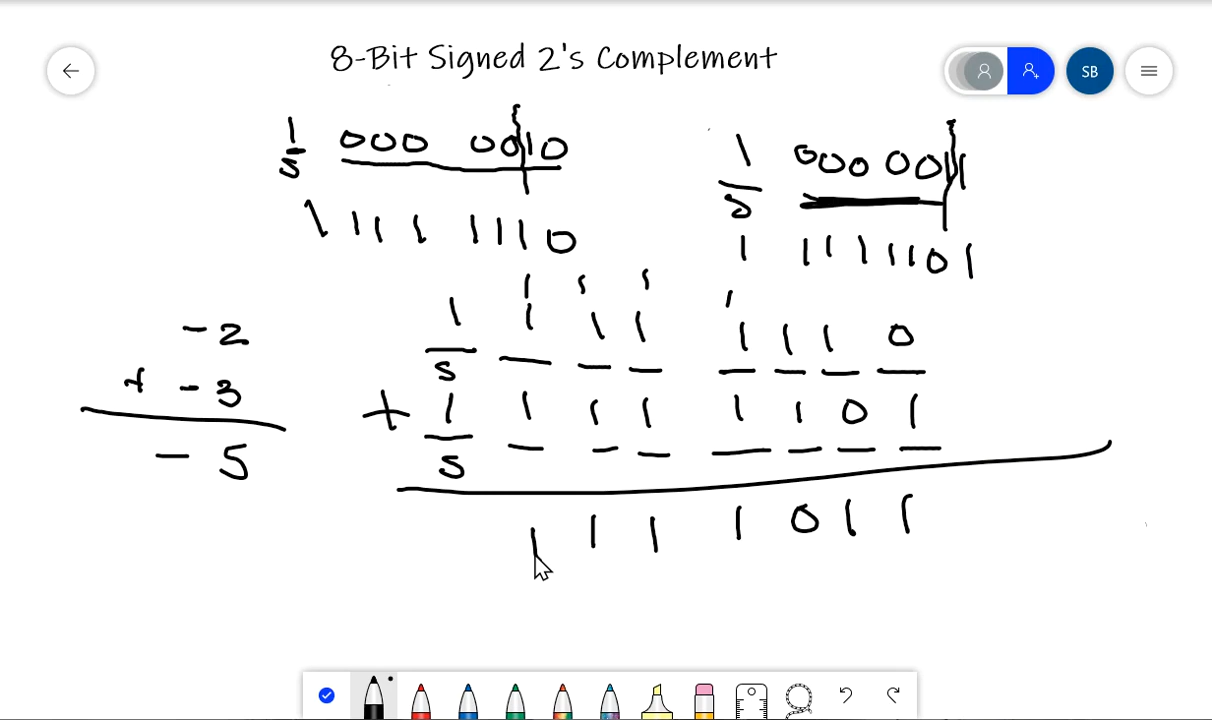 8-Bit Signed 2's Complement
SB
1 000 0010
S
1 000 0011
S
1111 1110
1 1111101
1 1 1 1
1 1 1 1 1 1 1 0
S
-2
+ -3
-5
+ 1 1 1 1 1 1 0 1
S
1 1 1 1 0 1 1